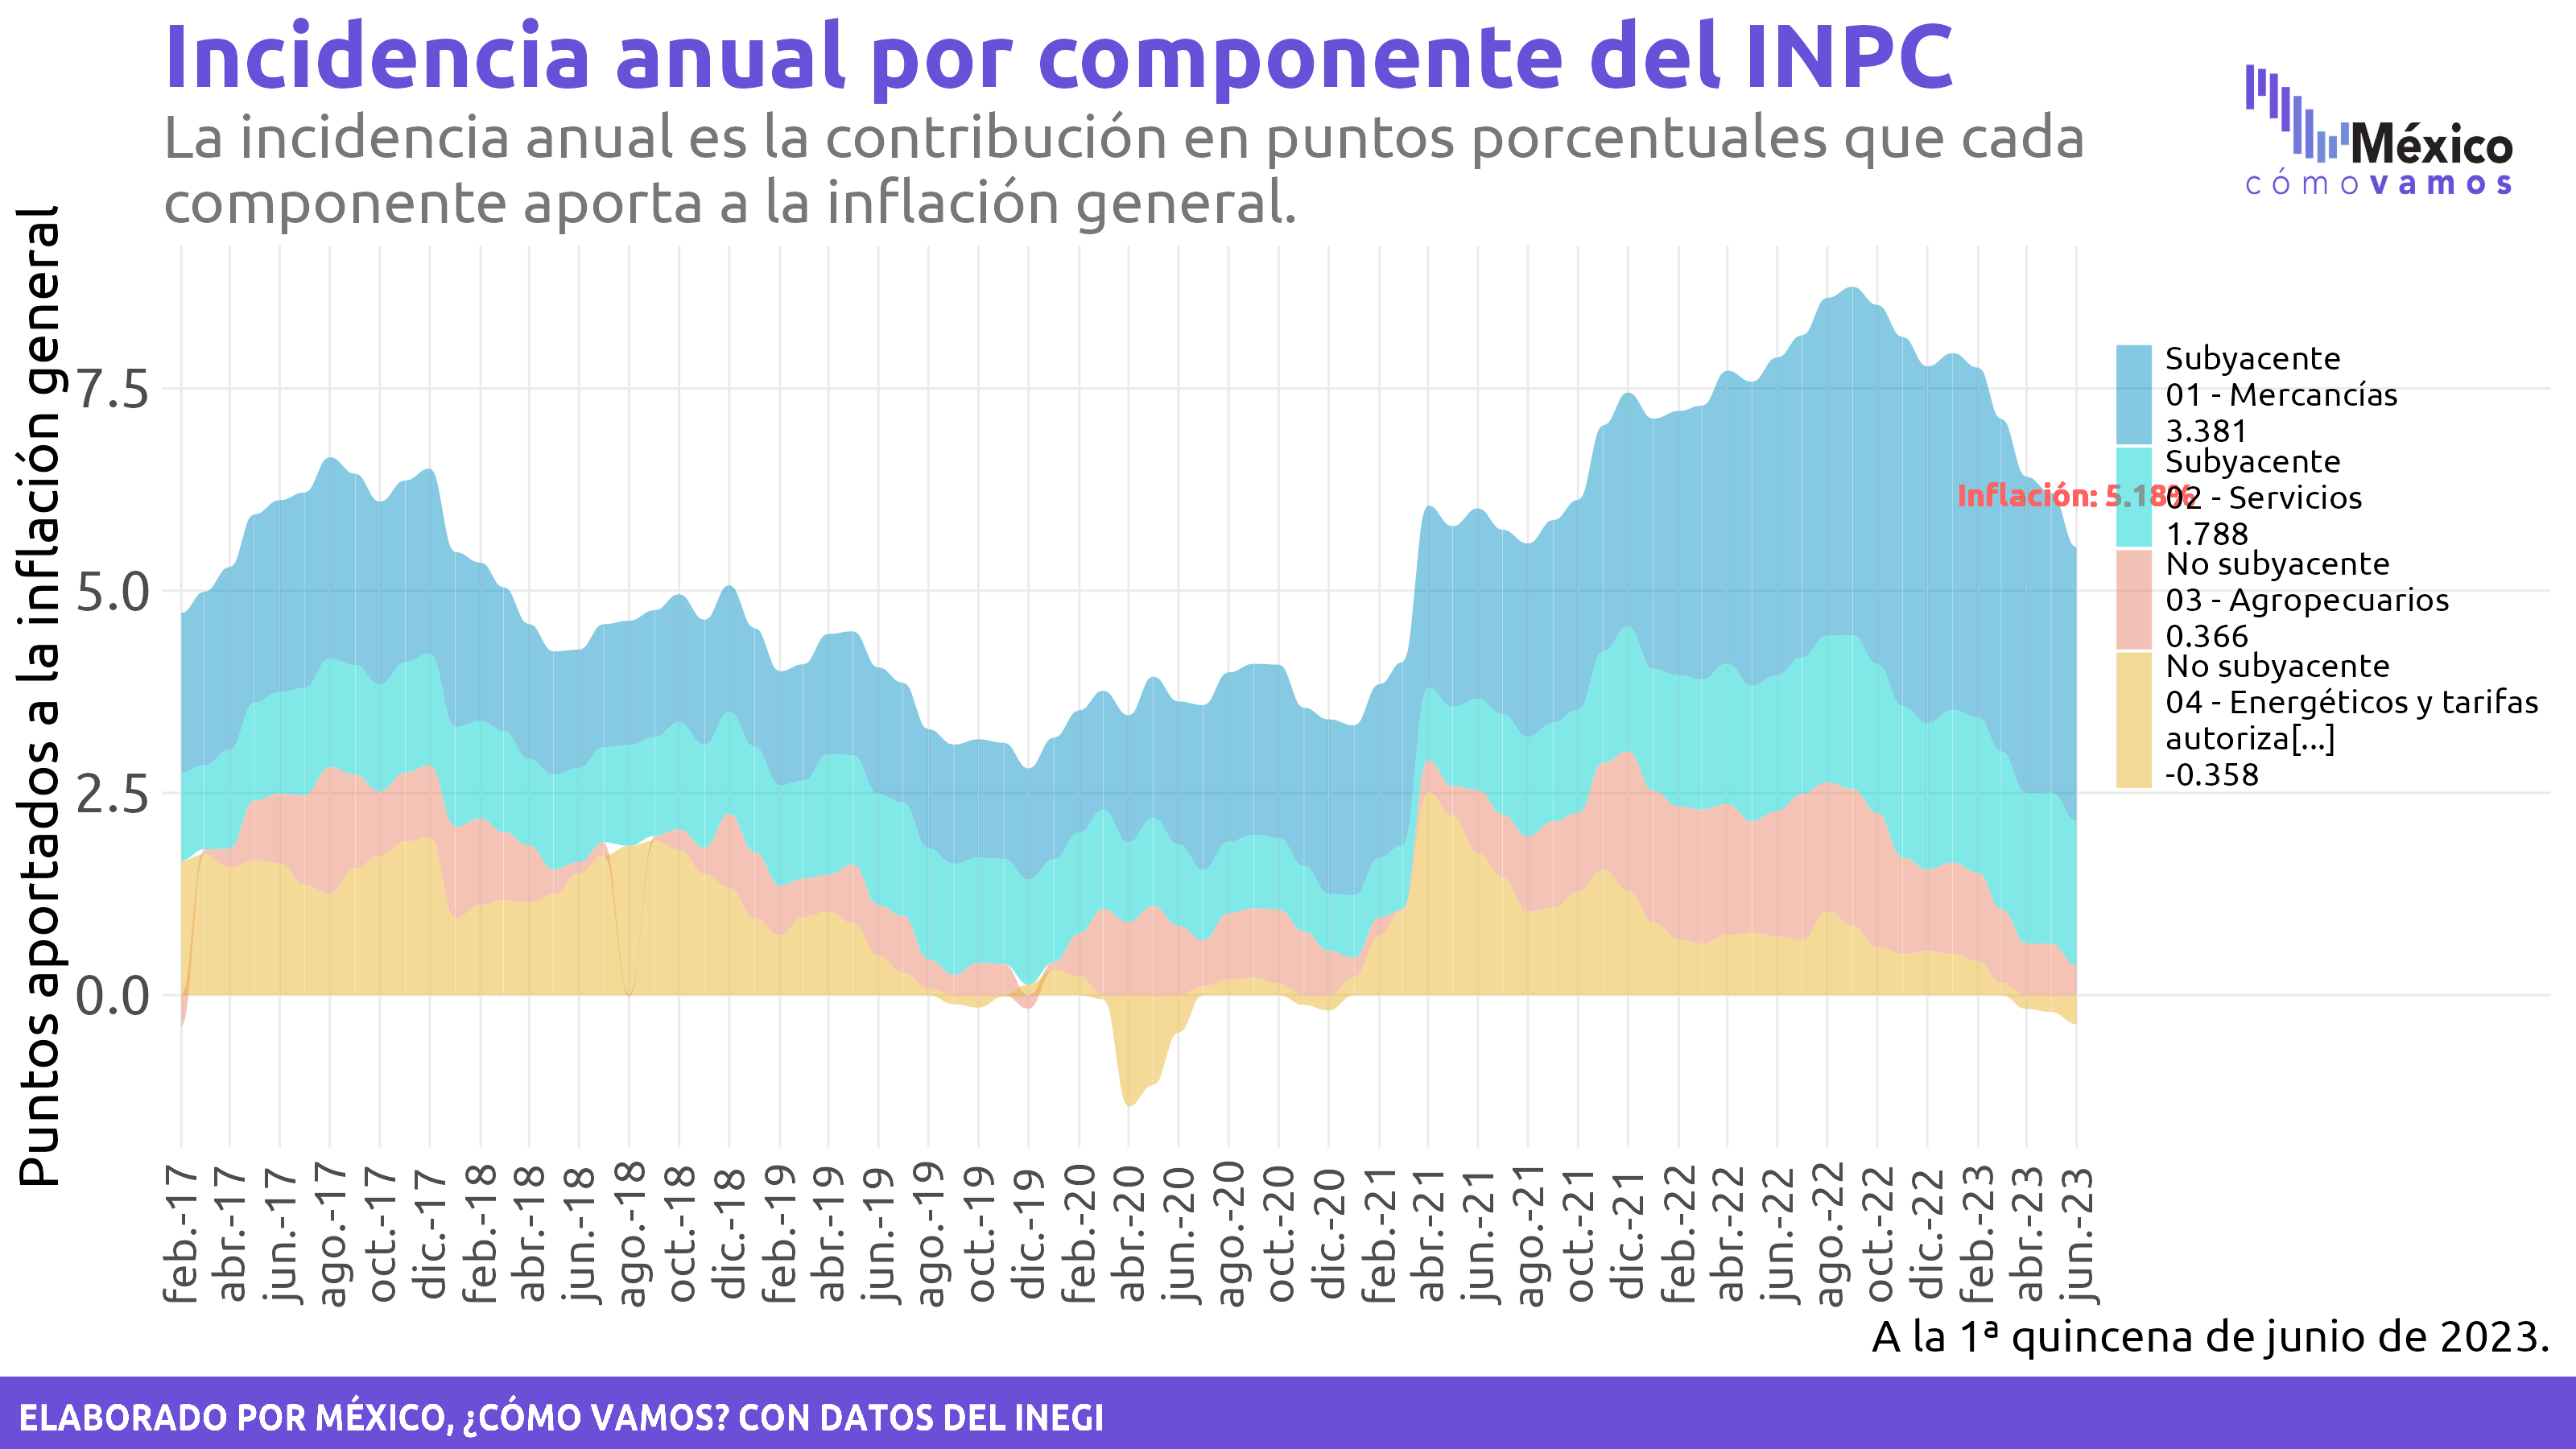 Incidencia anual por componente del INPC
La incidencia anual es la contribución en puntos porcentuales que cada
componente aporta a la inflación general.
México
cómo vamos
Puntos aportados a la inflación general
7.5
5.0
2.5
0.0
Inflación: 5.18%
Subyacente
01 - Mercancías
3.381
Subyacente
02 - Servicios
1.788
No subyacente
03 - Agropecuarios
0.366
No subyacente
04 - Energéticos y tarifas
autoriza[...]
-0.358
feb.-17
abr.-17
jun.-17
ago.-17
oct.-17
dic.-17
feb.-18
abr.-18
jun.-18
ago.-18
oct.-18
dic.-18
feb.-19
abr.-19
jun.-19
ago.-19
oct.-19
dic.-19
feb.-20
abr.-20
jun.-20
ago.-20
oct.-20
dic.-20
feb.-21
abr.-21
jun.-21
ago.-21
oct.-21
dic.-21
feb.-22
abr.-22
jun.-22
ago.-22
oct.-22
dic.-22
feb.-23
abr.-23
jun.-23
A la 1ª quincena de junio de 2023.
ELABORADO POR MÉXICO, ¿CÓMO VAMOS? CON DATOS DEL INEGI